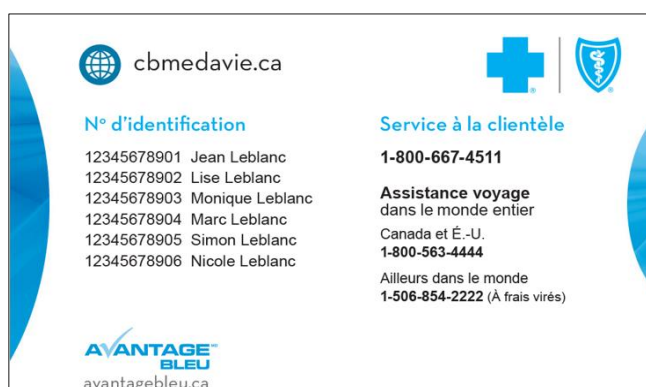 cbmedavie.ca
N° d'identification
12345678901 Jean Leblanc
12345678902 Lise Leblanc
12345678903 Monique Leblanc
12345678904 Marc Leblanc
12345678905 Simon Leblanc
12345678906 Nicole Leblanc
AVANTAGE MD
BLEU
avantagebleu.ca
Service à la clientèle
1-800-667-4511
Assistance voyage
dans le monde entier
Canada et É.-U.
1-800-563-4444
Ailleurs dans le monde
1-506-854-2222 (À frais virés)